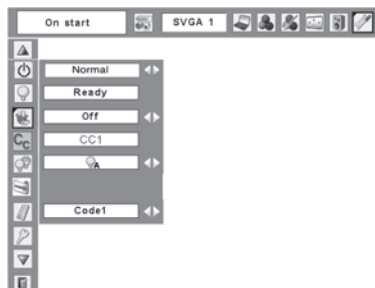 On start
SVGA 1
Normal
Ready
Off
CC1
A
Code1